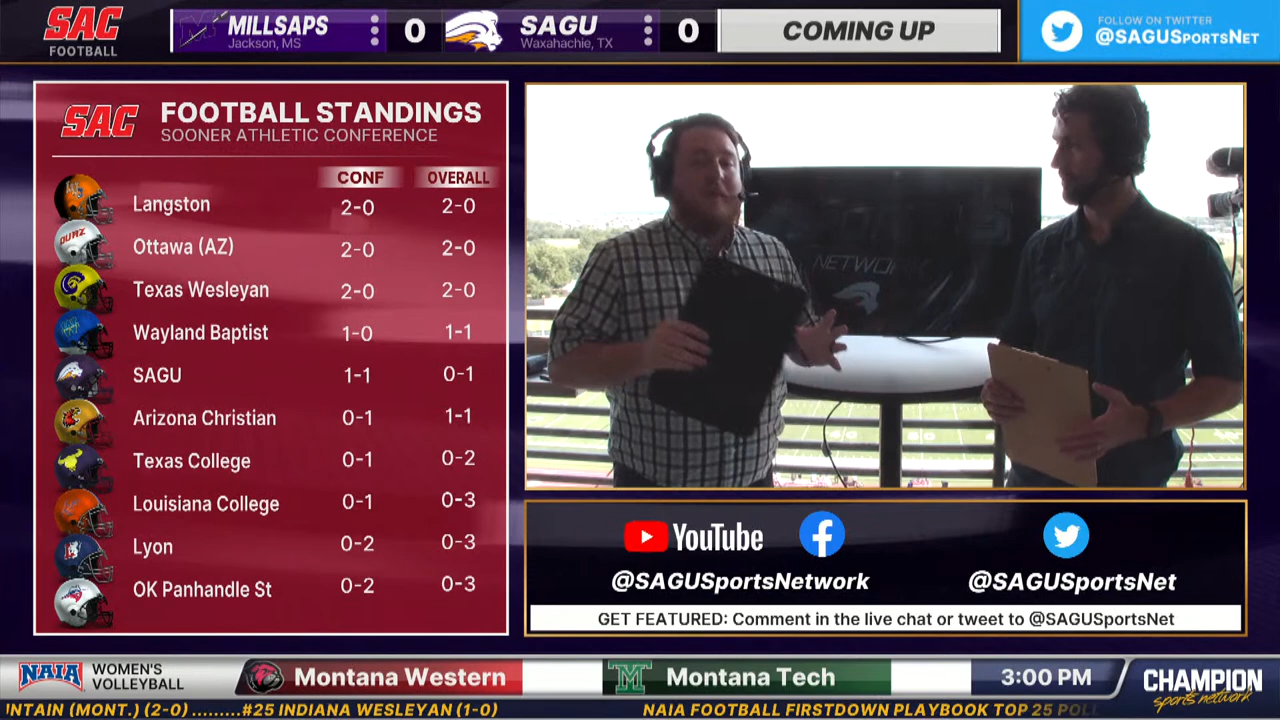 SAC
FOOTBALL
MILLSAPS
Jackson, MS
0
SAGU
Waxahachie, TX
0
COMING UP
FOLLOW ON TWITTER
@SAGUSPORTSNET
SAC
FOOTBALL STANDINGS
SOONER ATHLETIC CONFERENCE
CONF OVERALL
Langston 2-0 2-0
Ottawa (AZ) 2-0 2-0
Texas Wesleyan 2-0 2-0
Wayland Baptist 1-0 1-1
SAGU 1-1 0-1
Arizona Christian 0-1 1-1
Texas College 0-1 0-2
Louisiana College 0-1 0-3
Lyon 0-2 0-3
OK Panhandle St 0-2 0-3
NETWORK
YouTube
@SAGUSportsNetwork
@SAGUSportsNet
GET FEATURED: Comment in the live chat or tweet to @SAGUSportsNet
NAIA
WOMEN'S
VOLLEYBALL
Montana Western
M
Montana Tech
3:00 PM
CHAMPION
sports network
INTAIN (MONT.) (2-0) .........#25 INDIANA WESLEYAN (1-0)
NAIA FOOTBALL FIRSTDOWN PLAYBOOK TOP 25 POLL